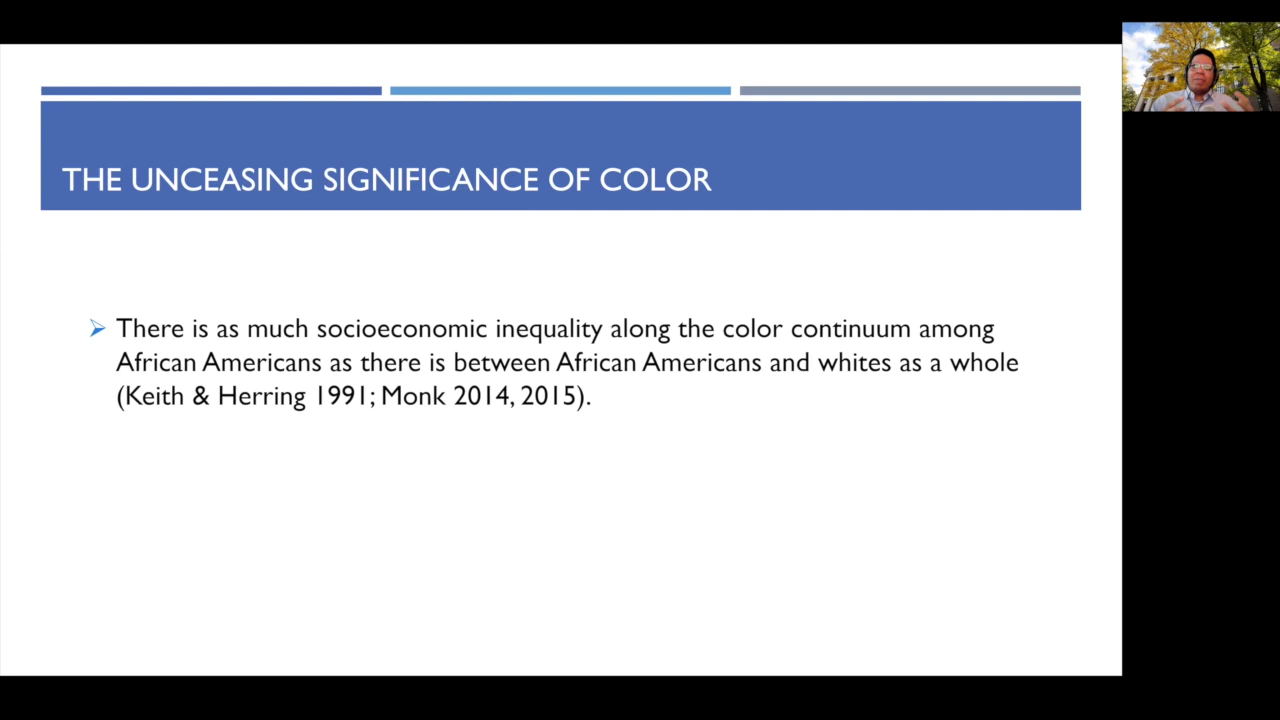 THE UNCEASING SIGNIFICANCE OF COLOR
There is as much socioeconomic inequality along the color continuum among
African Americans as there is between African Americans and whites as a whole
(Keith & Herring 1991; Monk 2014, 2015).